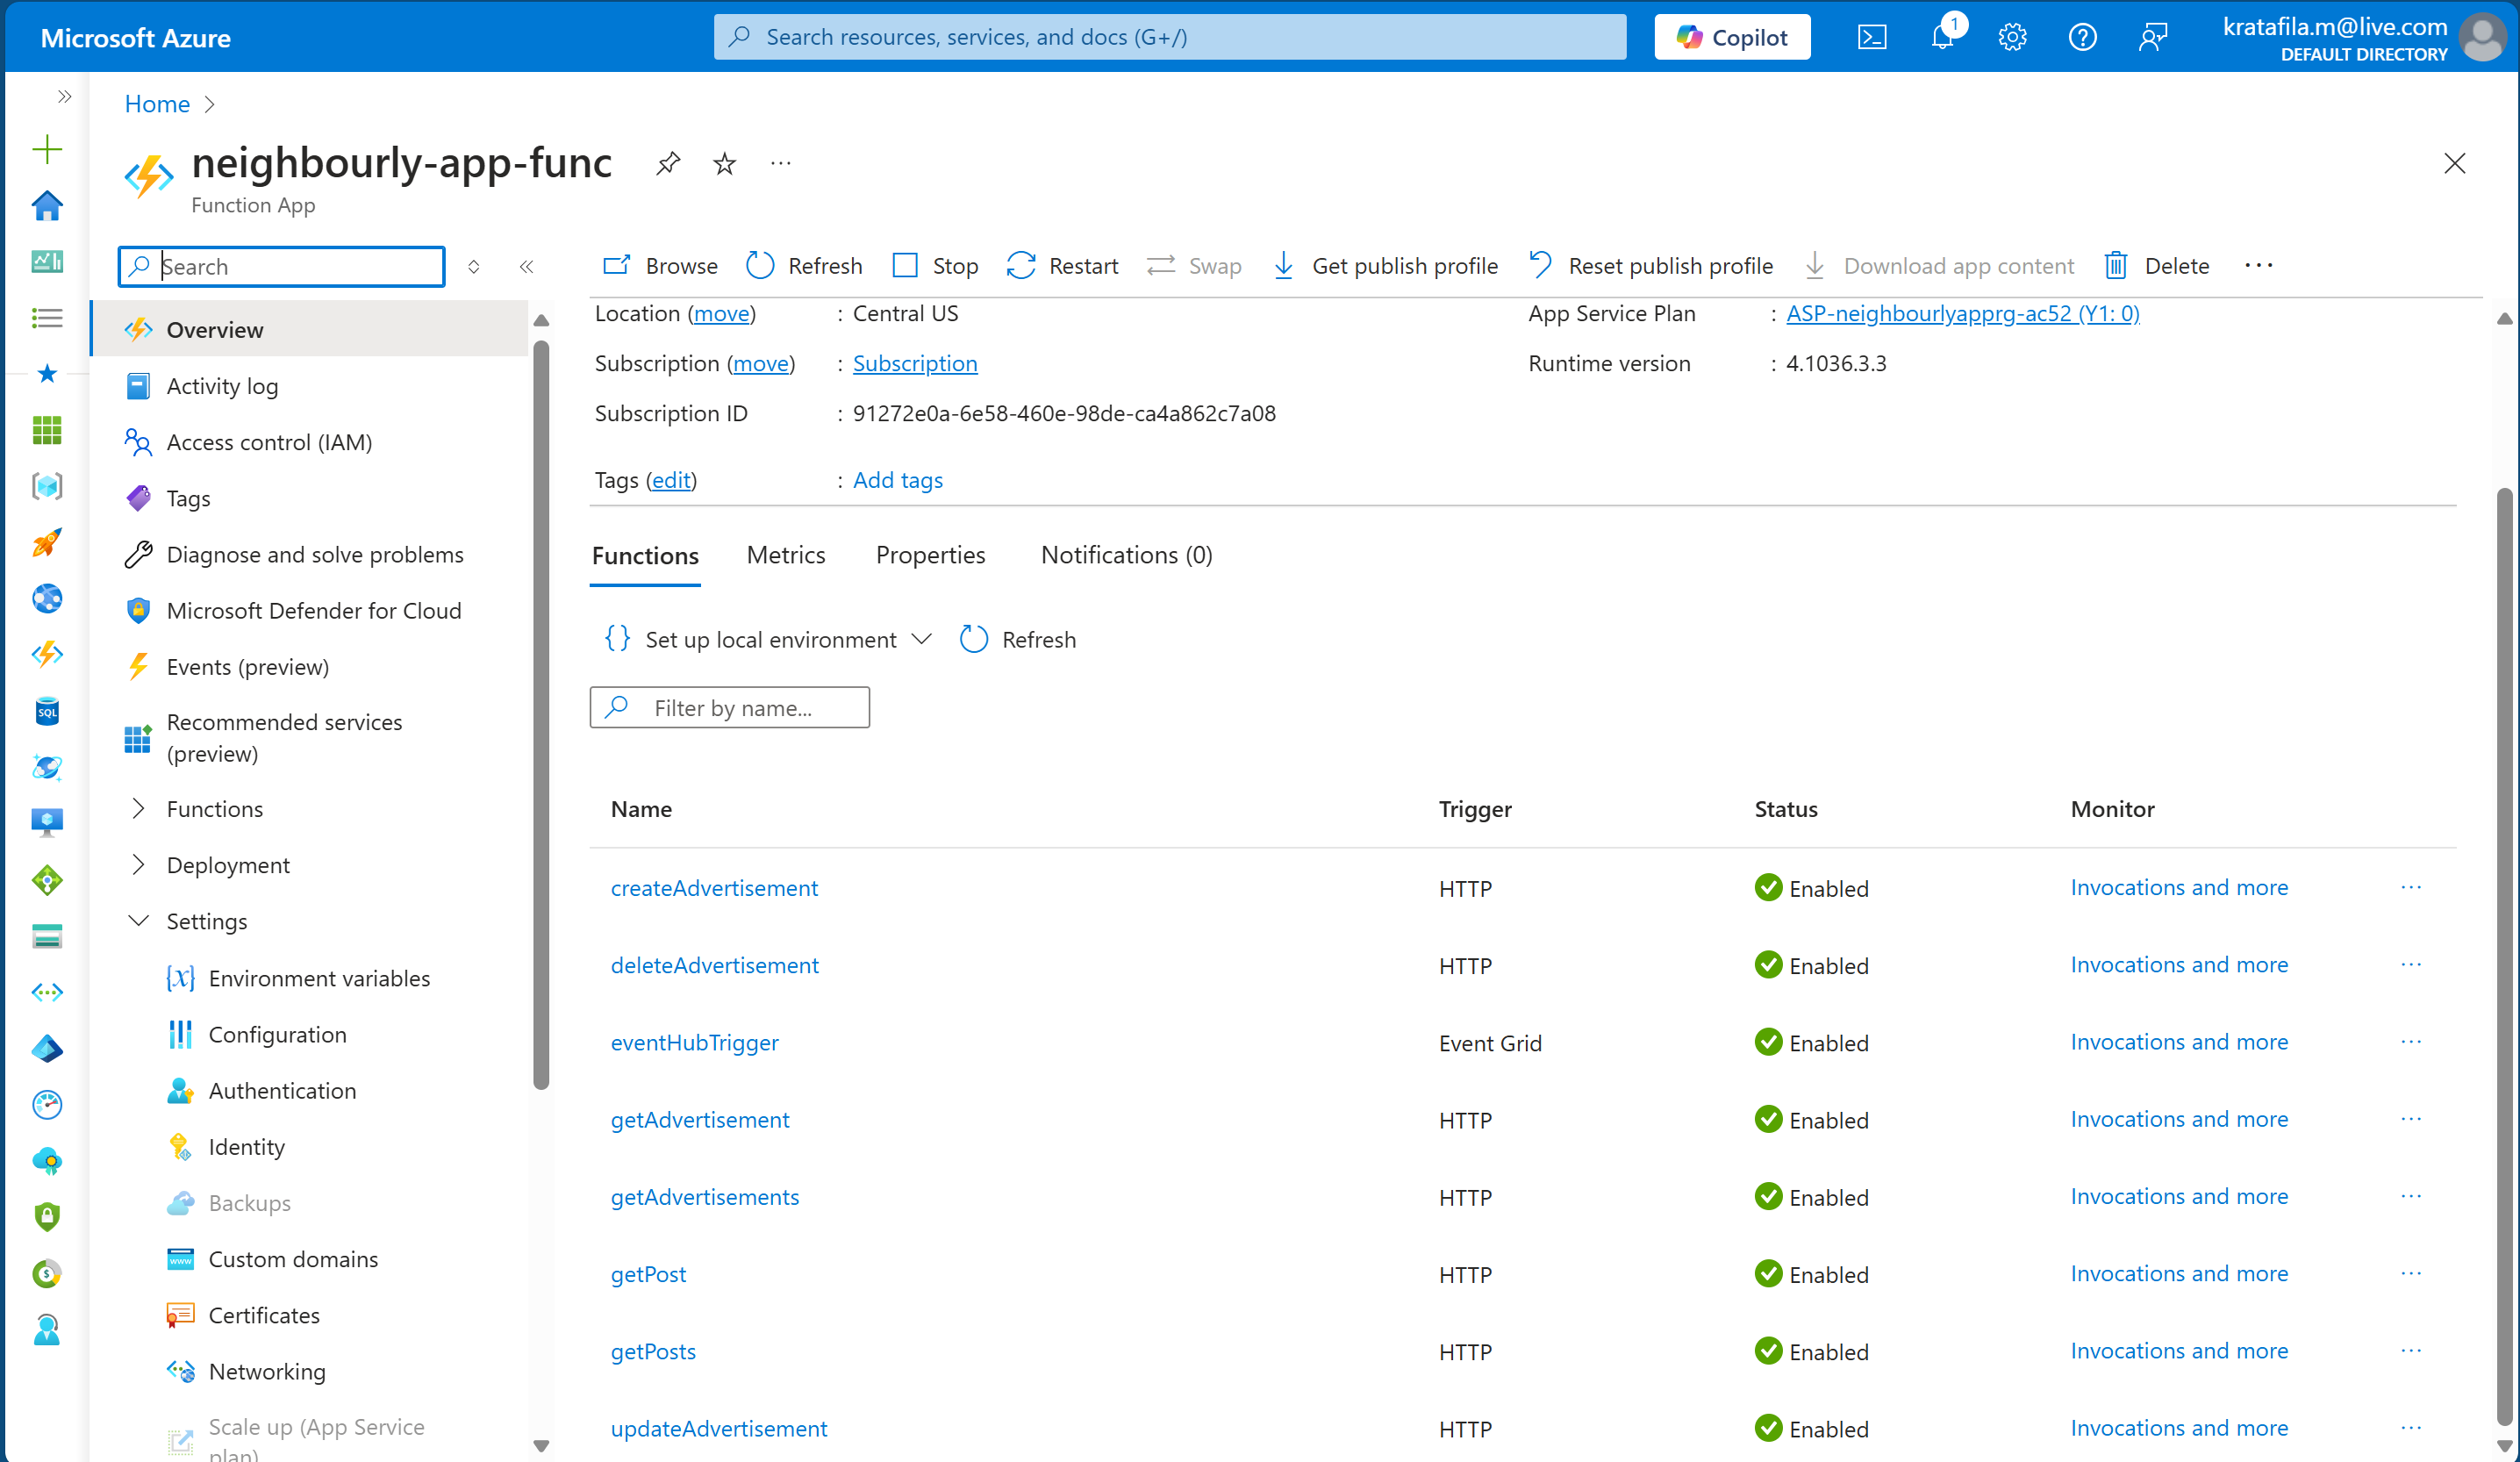 Microsoft Azure
Search resources, services, and docs (G+/)
Copilot
1
kratafila.m@live.com
DEFAULT DIRECTORY
Home
neighbourly-app-func
Function App
Search
Browse
Refresh
Stop
Restart
Swap
Get publish profile
Reset publish profile
Download app content
Delete
Overview
Activity log
Access control (IAM)
Tags
Diagnose and solve problems
Microsoft Defender for Cloud
Events (preview)
Recommended services
(preview)
Functions
Deployment
Settings
Environment variables
Configuration
Authentication
Identity
Backups
Custom domains
Certificates
Networking
Scale up (App Service
plan)
Location (move) : Central US
Subscription (move) : Subscription
Subscription ID : 91272e0a-6e58-460e-98de-ca4a862c7a08
Tags (edit) : Add tags
App Service Plan : ASP-neighbourlyapprg-ac52 (Y1: 0)
Runtime version : 4.1036.3.3
Functions Metrics Properties Notifications (0)
Set up local environment Refresh
Filter by name...
Name Trigger Status Monitor
createAdvertisement HTTP Enabled Invocations and more
deleteAdvertisement HTTP Enabled Invocations and more
eventHubTrigger Event Grid Enabled Invocations and more
getAdvertisement HTTP Enabled Invocations and more
getAdvertisements HTTP Enabled Invocations and more
getPost HTTP Enabled Invocations and more
getPosts HTTP Enabled Invocations and more
updateAdvertisement HTTP Enabled Invocations and more
SQL